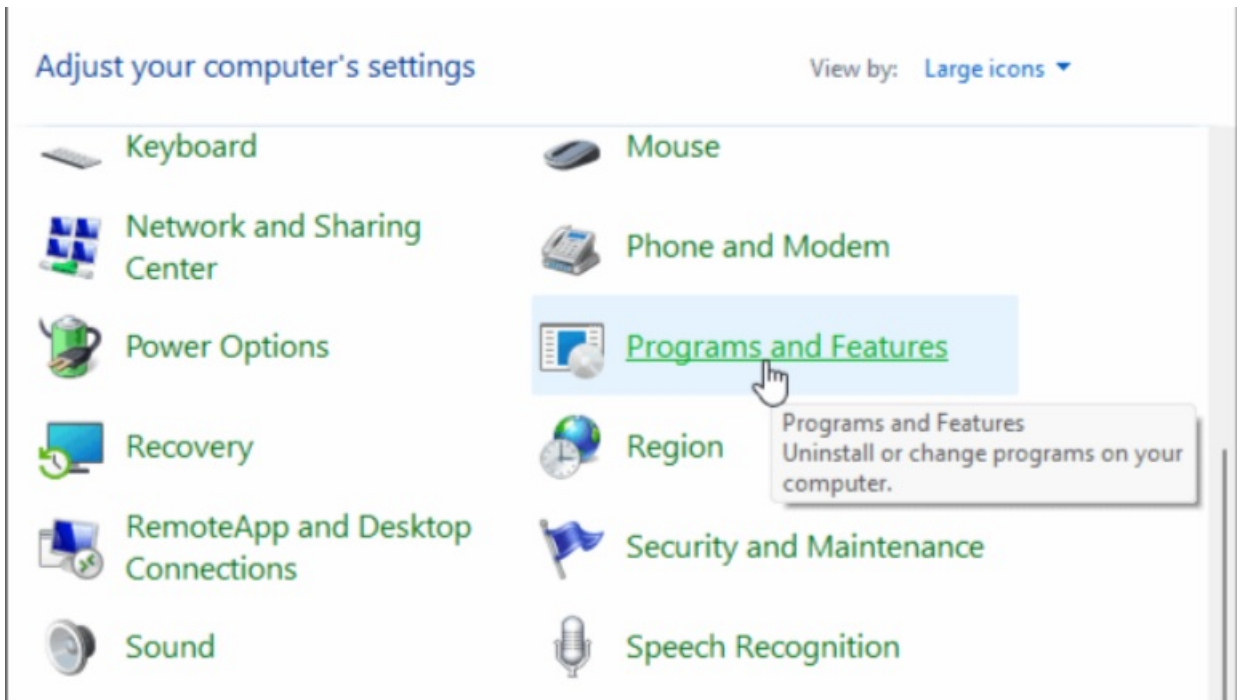 Adjust your computer's settings
View by: Large icons
Keyboard
Mouse
Network and Sharing
Center
Phone and Modem
Power Options
Programs and Features
Programs and Features
Uninstall or change programs on your
computer.
Recovery
Region
RemoteApp and Desktop
Connections
Security and Maintenance
Sound
Speech Recognition